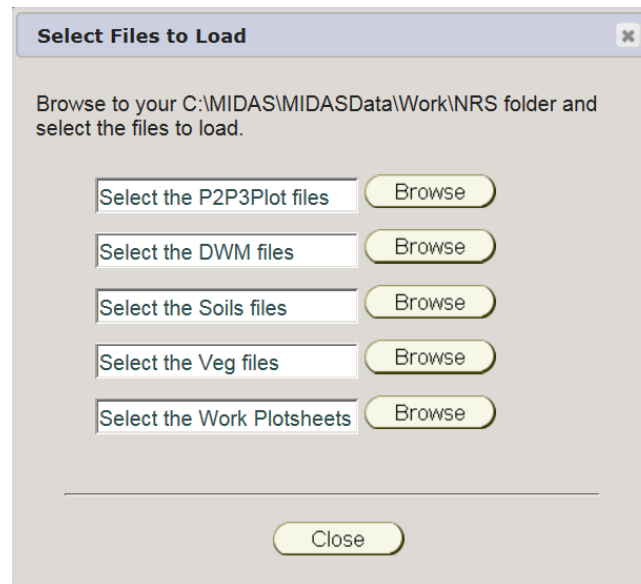 Select Files to Load
Browse to your C:\MIDAS\MIDASData\Work\NRS folder and
select the files to load.
Select the P2P3Plot files Browse
Select the DWM files Browse
Select the Soils files Browse
Select the Veg files Browse
Select the Work Plotsheets Browse
Close